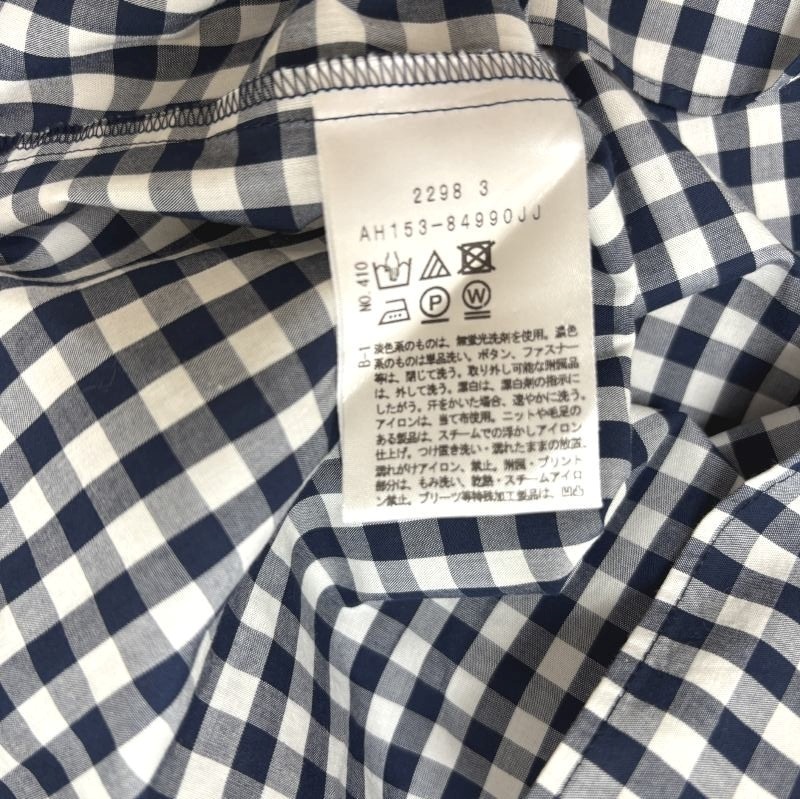 2298 3
AH153-84990JJ
NO. 410
P
W
B-1
淡色系のものは、無蛍光洗剤を使用。濃色
系のものは単品洗い。ボタン、ファスナー
等は、閉じて洗う。取り外し可能な附属品
は、外して洗う。漂白は、漂白剤の指示に
したがう。汗をかいた場合、速やかに洗う。
アイロンは、当て布使用。ニットや毛足の
ある製品は、スチームでの浮かしアイロン
仕上げ。つけ置き洗い・濡れたままの放置、
濡れがけアイロン、禁止。附属・プリント
部分は、もみ洗い、乾熱・スチームアイロ
ン禁止。プリーツ等特殊加工製品は、